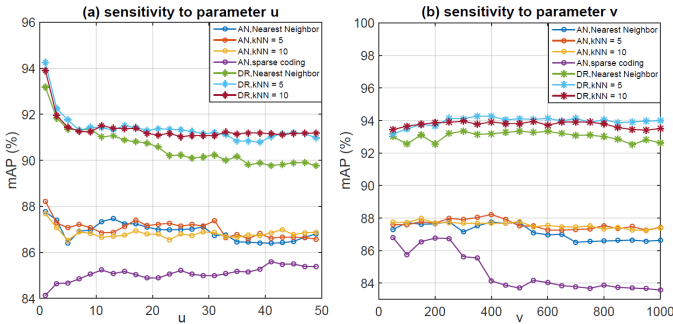 (a) sensitivity to parameter u
96
94
92
90
88
86
84
mAP (%)
0 10 20 30 40 50
u
AN,Nearest Neighbor
AN,kNN = 5
AN,kNN = 10
AN,sparse coding
DR,Nearest Neighbor
DR,kNN = 5
DR,kNN = 10
(b) sensitivity to parameter v
100
98
96
94
92
90
88
86
84
mAP (%)
0 200 400 600 800 1000
v
AN,Nearest Neighbor
AN,kNN = 5
AN,kNN = 10
AN,sparse coding
DR,Nearest Neighbor
DR,kNN = 5
DR,kNN = 10